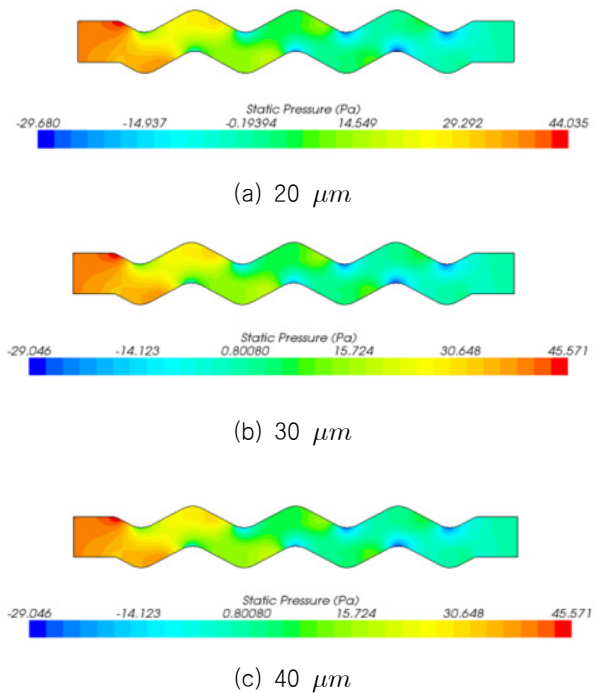 Static Pressure (Pa)
-29.680 -14.937 -0.19394 14.549 29.292 44.035
(a) 20 μm
Static Pressure (Pa)
-29.046 -14.123 0.80080 15.724 30.648 45.571
(b) 30 μm
Static Pressure (Pa)
-29.046 -14.123 0.80080 15.724 30.648 45.571
(c) 40 μm